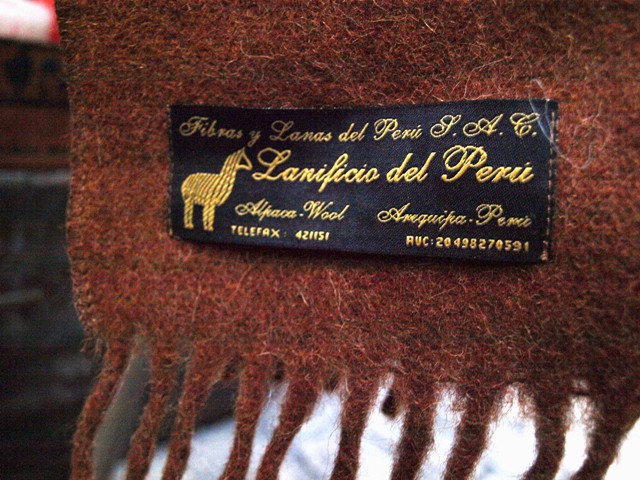 Fibras y Lanas del Perú S.A.C.
Lanificio del Perú
Alpaca-Wool Arequipa-Perú
TELEFAX: 421151 RUC:20498270591